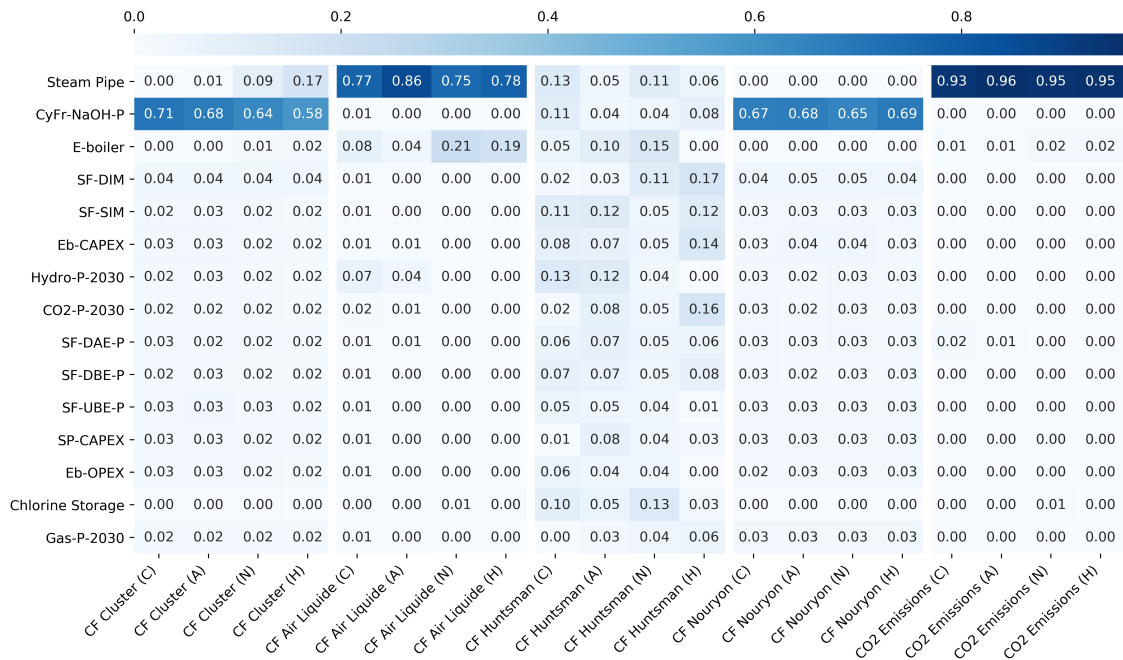 0.0 0.2 0.4 0.6 0.8
Steam Pipe 0.00 0.01 0.09 0.17 0.77 0.86 0.75 0.78 0.13 0.05 0.11 0.06 0.00 0.00 0.00 0.00 0.93 0.96 0.95 0.95
CyFr-NaOH-P 0.71 0.68 0.64 0.58 0.01 0.00 0.00 0.00 0.11 0.04 0.04 0.08 0.67 0.68 0.65 0.69 0.00 0.00 0.00 0.00
E-boiler 0.00 0.00 0.01 0.02 0.08 0.04 0.21 0.19 0.05 0.10 0.15 0.00 0.00 0.00 0.00 0.00 0.01 0.01 0.02 0.02
SF-DIM 0.04 0.04 0.04 0.04 0.01 0.00 0.00 0.00 0.02 0.03 0.11 0.17 0.04 0.05 0.05 0.04 0.00 0.00 0.00 0.00
SF-SIM 0.02 0.03 0.02 0.02 0.01 0.00 0.00 0.00 0.11 0.12 0.05 0.12 0.03 0.03 0.03 0.03 0.00 0.00 0.00 0.00
Eb-CAPEX 0.03 0.03 0.02 0.02 0.01 0.01 0.00 0.00 0.08 0.07 0.05 0.14 0.03 0.04 0.04 0.03 0.00 0.00 0.00 0.00
Hydro-P-2030 0.02 0.03 0.02 0.02 0.07 0.04 0.00 0.00 0.13 0.12 0.04 0.00 0.03 0.02 0.03 0.03 0.00 0.00 0.00 0.00
CO2-P-2030 0.02 0.02 0.02 0.02 0.02 0.01 0.00 0.00 0.02 0.08 0.05 0.16 0.03 0.02 0.03 0.03 0.00 0.00 0.00 0.00
SF-DAE-P 0.03 0.02 0.02 0.02 0.01 0.01 0.00 0.00 0.06 0.07 0.05 0.06 0.03 0.03 0.03 0.03 0.02 0.01 0.00 0.00
SF-DBE-P 0.02 0.03 0.02 0.02 0.01 0.00 0.00 0.00 0.07 0.07 0.05 0.08 0.03 0.02 0.03 0.03 0.00 0.00 0.00 0.00
SF-UBE-P 0.03 0.03 0.03 0.02 0.01 0.00 0.00 0.00 0.05 0.05 0.04 0.01 0.03 0.03 0.03 0.03 0.00 0.00 0.00 0.00
SP-CAPEX 0.03 0.03 0.02 0.02 0.01 0.00 0.00 0.00 0.01 0.08 0.04 0.03 0.03 0.03 0.03 0.03 0.00 0.00 0.00 0.00
Eb-OPEX 0.03 0.03 0.02 0.02 0.01 0.00 0.00 0.00 0.06 0.04 0.04 0.00 0.02 0.03 0.03 0.03 0.00 0.00 0.00 0.00
Chlorine Storage 0.00 0.00 0.00 0.00 0.00 0.00 0.01 0.00 0.10 0.05 0.13 0.03 0.00 0.00 0.00 0.00 0.00 0.00 0.01 0.00
Gas-P-2030 0.02 0.02 0.02 0.02 0.01 0.00 0.00 0.00 0.00 0.03 0.04 0.06 0.03 0.03 0.03 0.03 0.00 0.00 0.00 0.00
CF Cluster (C)
CF Cluster (A)
CF Cluster (N)
CF Cluster (H)
CF Air Liquide (C)
CF Air Liquide (A)
CF Air Liquide (N)
CF Air Liquide (H)
CF Huntsman (C)
CF Huntsman (A)
CF Huntsman (N)
CF Huntsman (H)
CF Nouryon (C)
CF Nouryon (A)
CF Nouryon (N)
CF Nouryon (H)
CO2 Emissions (C)
CO2 Emissions (A)
CO2 Emissions (N)
CO2 Emissions (H)